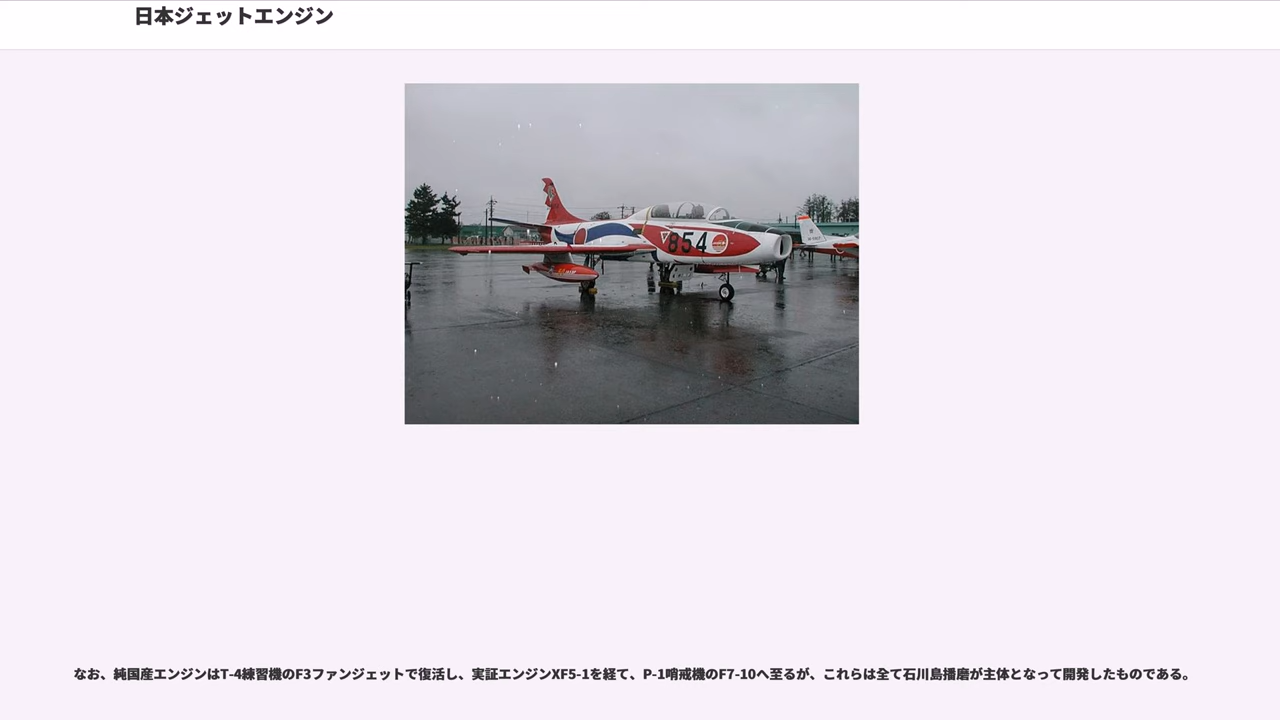 日本ジェットエンジン
854
なお、純国産エンジンはT-4練習機のF3ファンジェットで復活し、実証エンジンXF5-1を経て、P-1哨戒機のF7-10へ至るが、これらは全て石川島播磨が主体となって開発したものである。